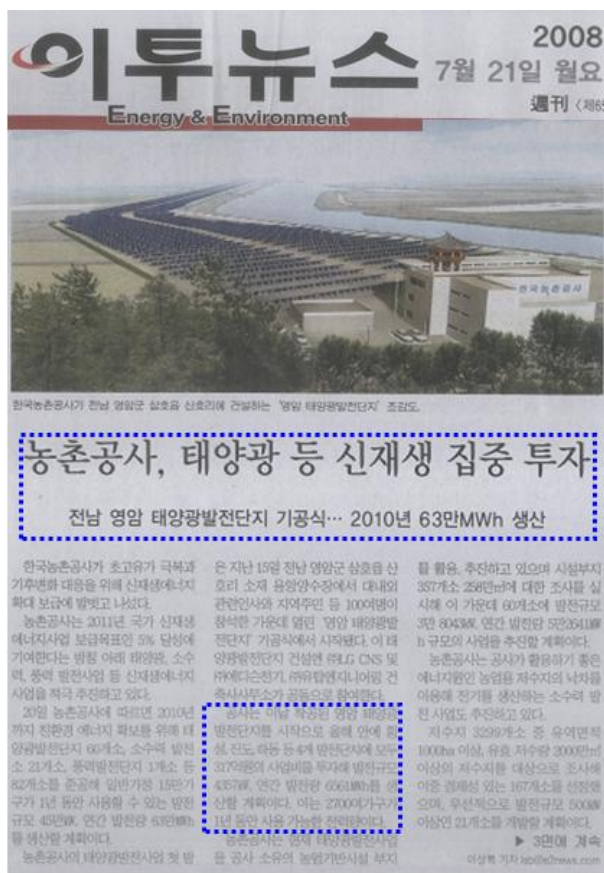 이투뉴스
Energy & Environment
2008
7월 21일 월요
週刊 〈제65
한국농촌공사
한국농촌공사가 전남 영암군 삼호읍 산호리에 건설하는 '영암 태양광발전단지' 조감도.
농촌공사, 태양광 등 신재생 집중 투자
전남 영암 태양광발전단지 기공식… 2010년 63만MWh 생산
한국농촌공사가 초고유가 극복과
기후변화 대응을 위해 신재생에너지
확대 보급에 발벗고 나섰다.
농촌공사는 2011년 국가 신재생
에너지사업 보급목표인 5% 달성에
기여한다는 방침 아래 태양광, 소수
력, 풍력 발전사업 등 신재생에너지
사업을 적극 추진하고 있다.
20일 농촌공사에 따르면 2010년
까지 친환경 에너지 확보를 위해 태
양광발전단지 60개소, 소수력 발전
소 21개소, 풍력발전단지 1개소 등
82개소를 준공해 일반가정 15만가
구가 1년 동안 사용할 수 있는 발전
규모 45만㎾, 연간 발전량 63만㎿h
를 생산할 계획이다.
농촌공사의 태양광발전사업 첫 발
은 지난 15일 전남 영암군 삼호읍 산
호리 소재 용앙양수장에서 대내외
관련인사와 지역주민 등 100여명이
참석한 가운데 열린 '영암 태양광발
전단지' 기공식에서 시작됐다. 이 태
양광발전단지 건설엔 ㈜LG CNS 및
㈜에디스전기, ㈜유탑엔지니어링 건
축사사무소가 공동으로 참여한다.
공사는 이날 착공된 영암 태양광
발전단지를 시작으로 올해 안에 횡
성, 진도, 하동 등 4개 발전단지에 모두
317억원의 사업비를 투자해 발전규모
4357㎾, 연간 발전량 6561㎿h를 생
산할 계획이다. 이는 2700여가구가
1년 동안 사용 가능한 전력량이다.
농촌공사는 현재 태양광발전사업
을 공사 소유의 농업기반시설 부지
를 활용, 추진하고 있으며 시설부지
357개소 258만㎡에 대한 조사를 실
시해 이 가운데 60개소에 발전규모
3만 8043㎾, 연간 발전량 5만2641㎿
h 규모의 사업을 추진할 계획이다.
농촌공사는 공사가 활용하기 좋은
에너지원인 농업용 저수지의 낙차를
이용해 전기를 생산하는 소수력 발
전 사업도 추진하고 있다.
저수지 3299개소 중 유역면적
1000ha 이상, 유효 저수량 2000만㎥
이상의 저수지를 대상으로 조사해
이중 경제성 있는 167개소를 선정했
으며, 우선적으로 발전규모 500㎾
이상인 21개소를 개발할 계획이다.
▶ 3면에 계속
기자 lab@e2news.com